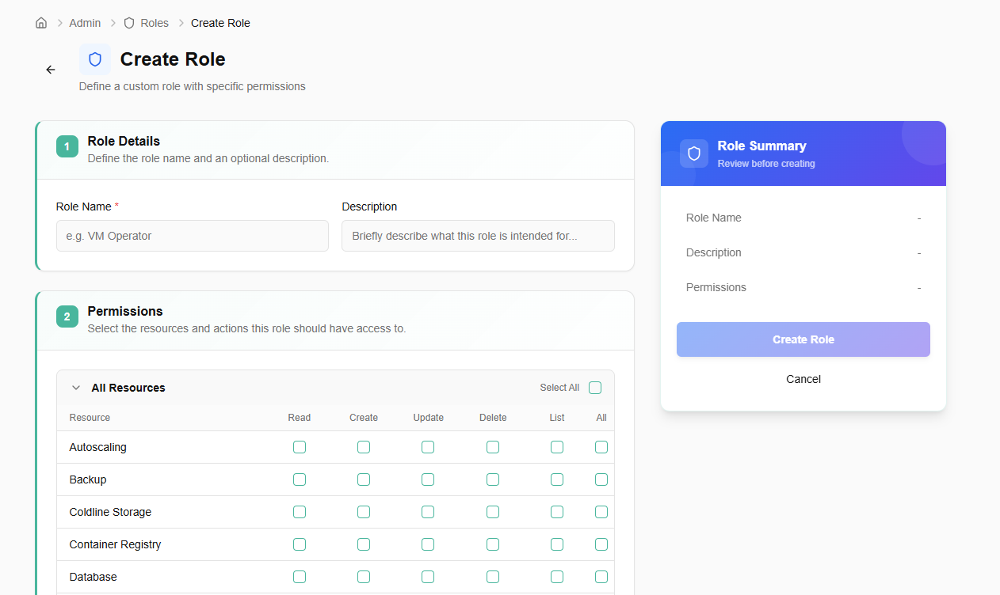 Admin > Roles > Create Role
Create Role
Define a custom role with specific permissions
1
Role Details
Define the role name and an optional description.
Role Name *
Description
e.g. VM Operator
Briefly describe what this role is intended for...
2
Permissions
Select the resources and actions this role should have access to.
All Resources
Select All
Resource Read Create Update Delete List All
Autoscaling
Backup
Coldline Storage
Container Registry
Database
Role Summary
Review before creating
Role Name -
Description -
Permissions -
Create Role
Cancel